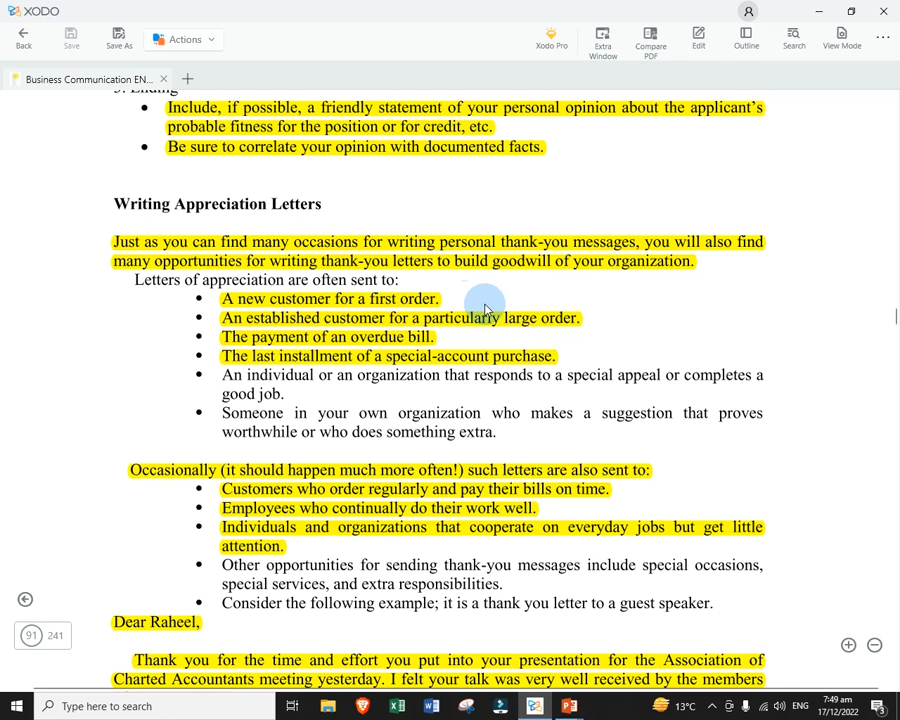 XODO
Back
Save
Save As
Actions
Xodo Pro
Extra Window
Compare PDF
Edit
Outline
Search
View Mode
Business Communication EN...
Include, if possible, a friendly statement of your personal opinion about the applicant's
probable fitness for the position or for credit, etc.
Be sure to correlate your opinion with documented facts.
Writing Appreciation Letters
Just as you can find many occasions for writing personal thank-you messages, you will also find
many opportunities for writing thank-you letters to build goodwill of your organization.
Letters of appreciation are often sent to:
A new customer for a first order.
An established customer for a particularly large order.
The payment of an overdue bill.
The last installment of a special-account purchase.
An individual or an organization that responds to a special appeal or completes a
good job.
Someone in your own organization who makes a suggestion that proves
worthwhile or who does something extra.
Occasionally (it should happen much more often!) such letters are also sent to:
Customers who order regularly and pay their bills on time.
Employees who continually do their work well.
Individuals and organizations that cooperate on everyday jobs but get little
attention.
Other opportunities for sending thank-you messages include special occasions,
special services, and extra responsibilities.
Consider the following example; it is a thank you letter to a guest speaker.
Dear Raheel,
91 241
Thank you for the time and effort you put into your presentation for the Association of
Charted Accountants meeting yesterday. I felt your talk was very well received by the members
Type here to search
13°C
ENG
7:49 am
17/12/2022
3